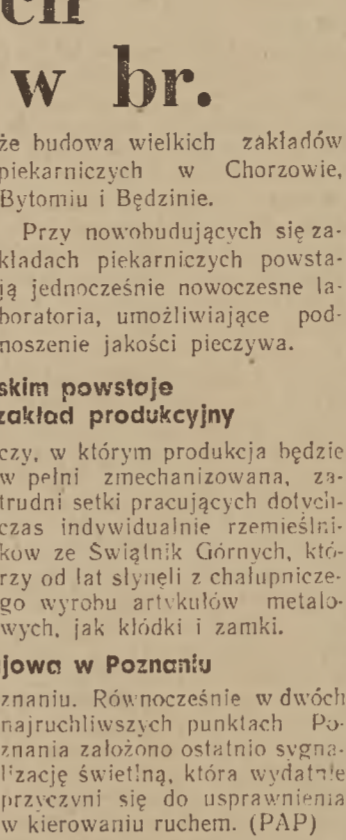 ch
w br.
że budowa wielkich zakładów
piekarniczych w Chorzowie,
Bytomiu i Będzinie.
Przy nowobudujących się za-
kładach piekarniczych powsta-
ją jednocześnie nowoczesne la-
boratoria, umożliwiające pod-
noszenie jakości pieczywa.
skim powstaje
zakład produkcyjny
czy, w którym produkcja będzie
w pełni zmechanizowana, za-
trudni setki pracujących dotych-
czas indywidualnie rzemieślni-
ków ze Świątnik Górnych, któ-
rzy od lat słynęli z chałupnicze-
go wyrobu artykułów metalo-
wych, jak kłódki i zamki.
jowa w Poznaniu
znaniu. Równocześnie w dwóch
najruchliwszych punktach Po-
znania założono ostatnio sygna-
lizację świetlną, która wydatnie
przyczyni się do usprawnienia
w kierowaniu ruchem. (PAP)